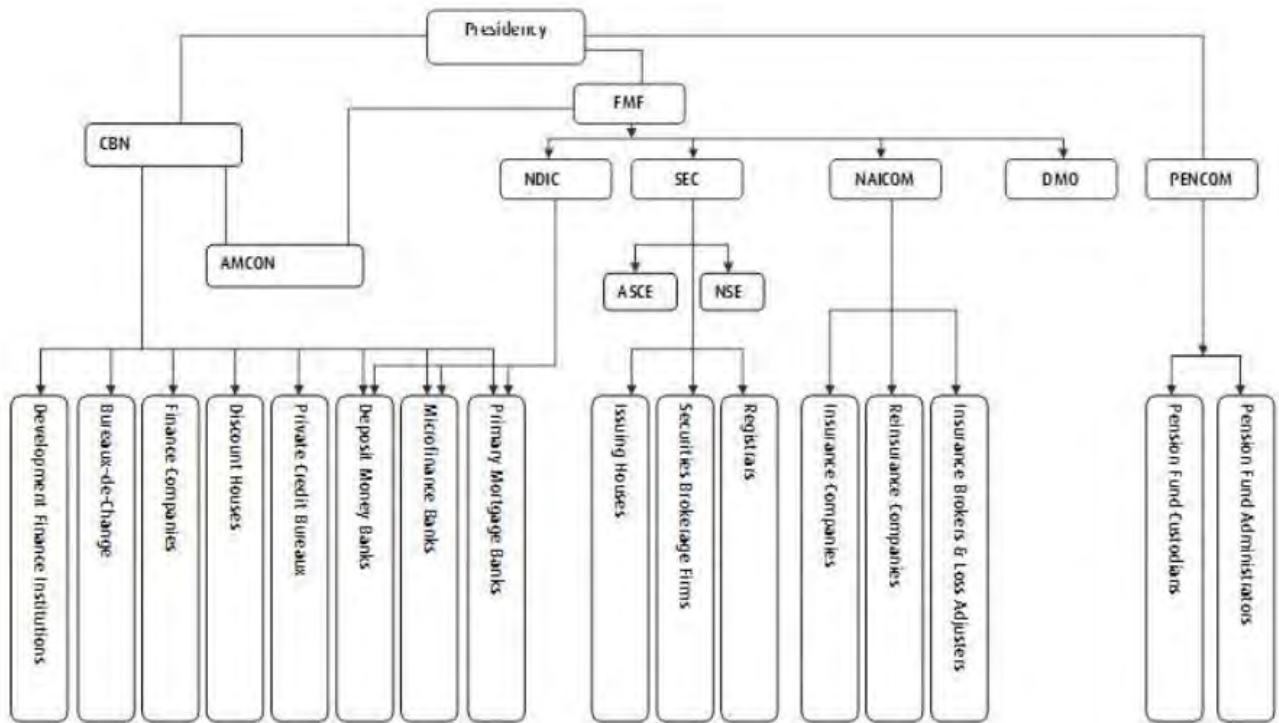 Presidency
FMF
CBN
NDIC
SEC
NAICOM
DMO
PENCOM
AMCON
ASCE
NSE
Development Finance Institutions
Bureaux-de-Change
Finance Companies
Discount Houses
Private Credit Bureaux
Deposit Money Banks
Microfinance Banks
Primary Mortgage Banks
Issuing Houses
Securities Brokerage Firms
Registrars
Insurance Companies
Reinsurance Companies
Insurance Brokers & Loss Adjusters
Pension Fund Custodians
Pension Fund Administrators